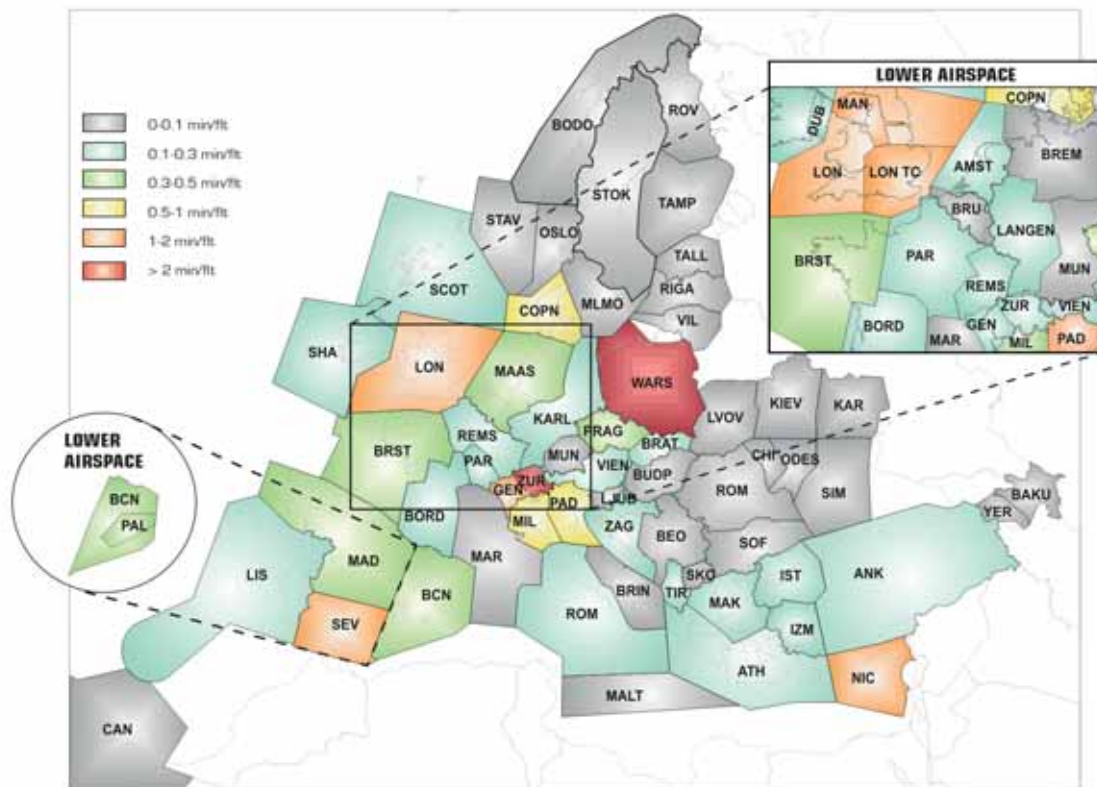 0-0.1 min/flt
0.1-0.3 min/flt
0.3-0.5 min/flt
0.5-1 min/flt
1-2 min/flt
> 2 min/flt
LOWER AIRSPACE
COPN
MAN
DUB
BREM
AMST
LON
LON TC
BRU
LANGEN
BRST
PAR
MUN
REMS
ZUR
VIEN
BORD
GEN
MAR
MIL
PAD
BODO
ROV
STOK
TAMP
STAV
OSLO
TALL
SCOT
RIGA
COPN
MLMO
VIL
SHA
LON
MAAS
WARS
KARL
LVOV
KIEV
KAR
PRAG
BRST
REMS
BRAT
PAR
MUN
VIEN
BUDP
ODES
ZUR
GEN
PAD
LJUB
ROM
SIM
BAKU
YER
BORD
MIL
ZAG
BEO
SOF
MAR
LOWER
AIRSPACE
BCN
PAL
LIS
MAD
BCN
SEV
BRIN
SKO
TIR
MAK
IST
ANK
IZM
ROM
ATH
NIC
MALT
CAN